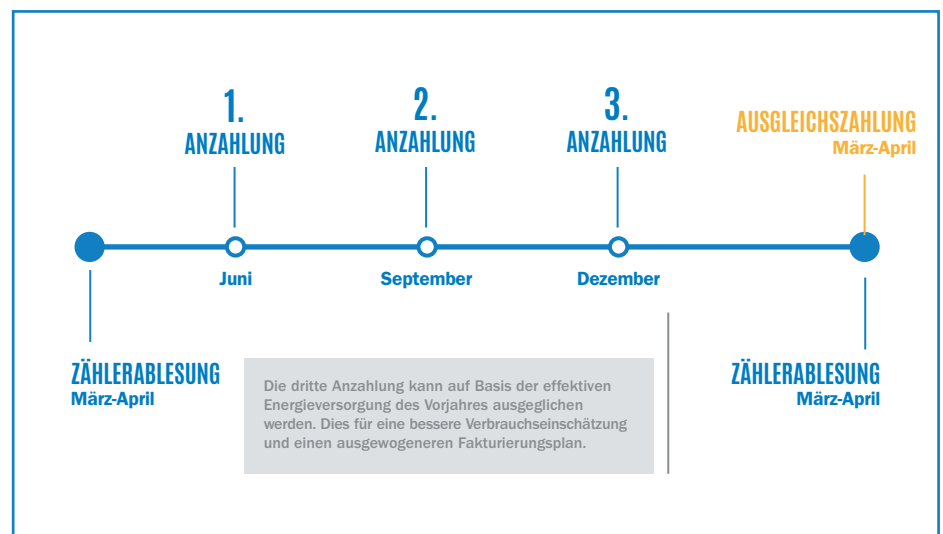 1.
ANZAHLUNG
2.
ANZAHLUNG
3.
ANZAHLUNG
AUSGLEICHSZAHLUNG
März-April
Juni
September
Dezember
ZÄHLERABLESUNG
März-April
Die dritte Anzahlung kann auf Basis der effektiven
Energieversorgung des Vorjahres ausgeglichen
werden. Dies für eine bessere Verbrauchseinschätzung
und einen ausgewogeneren Fakturierungsplan.
ZÄHLERABLESUNG
März-April